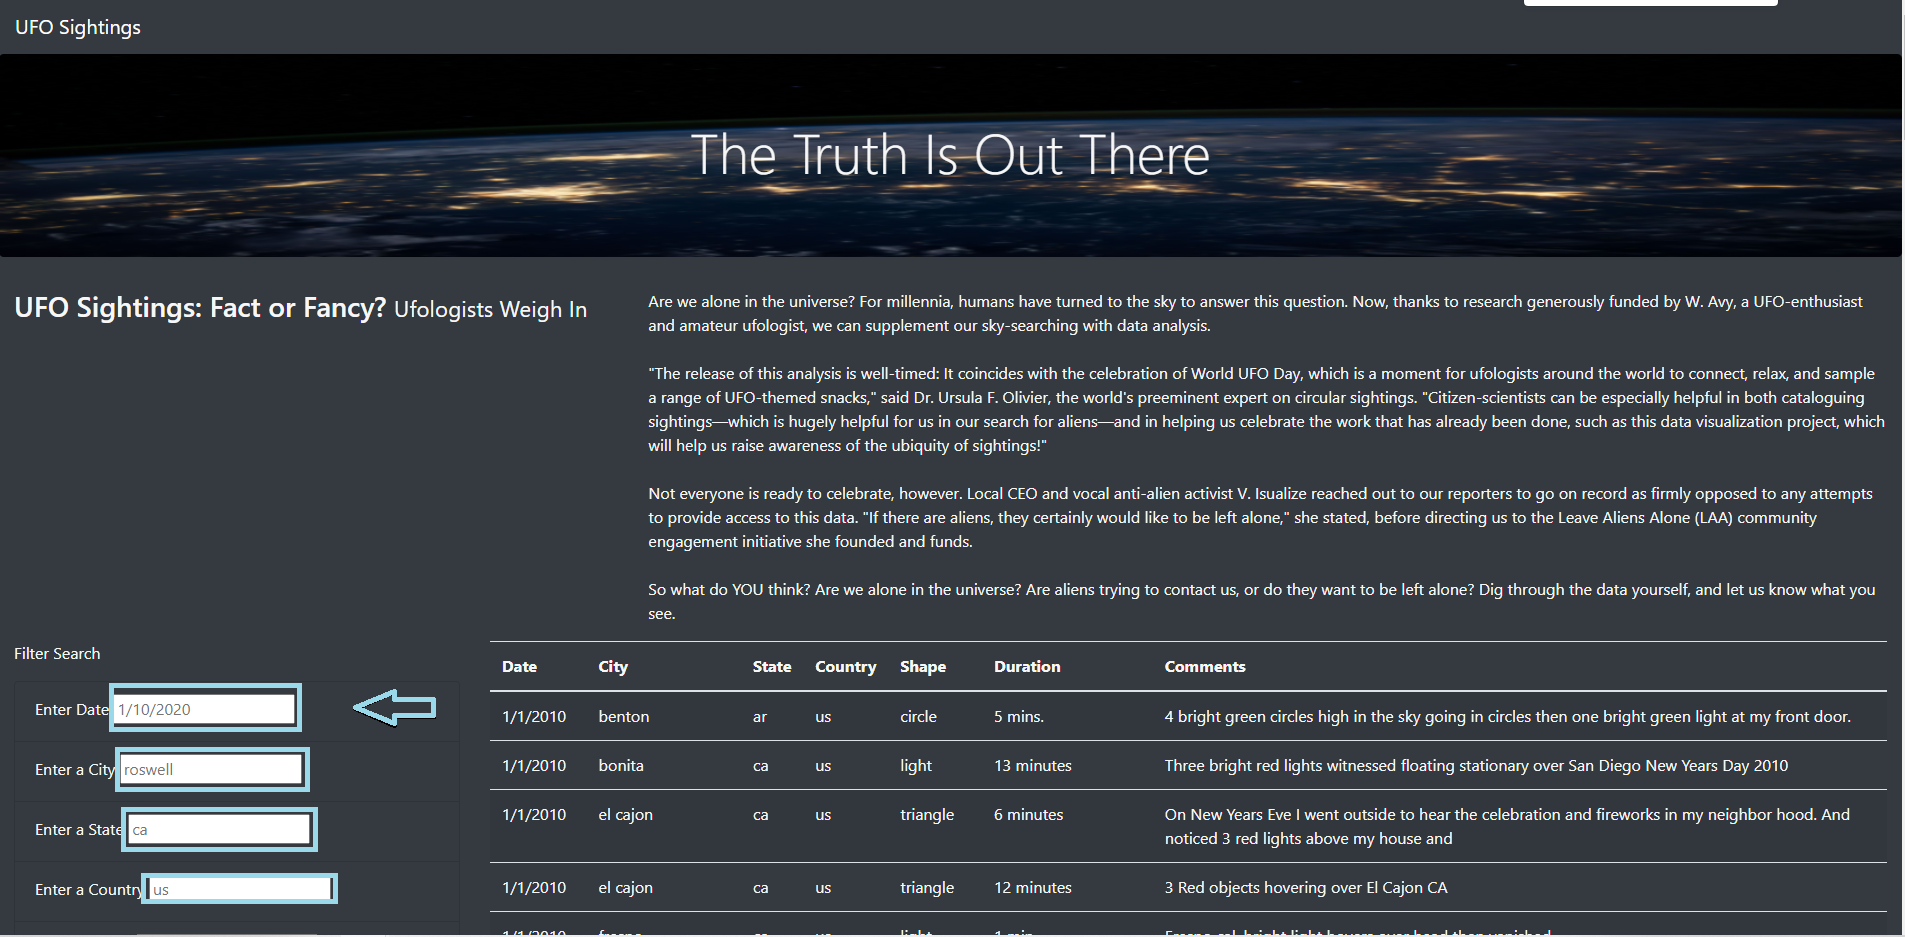 UFO Sightings
The Truth Is Out There
UFO Sightings: Fact or Fancy? Ufologists Weigh In
Are we alone in the universe? For millennia, humans have turned to the sky to answer this question. Now, thanks to research generously funded by W. Avy, a UFO-enthusiast
and amateur ufologist, we can supplement our sky-searching with data analysis.
"The release of this analysis is well-timed: It coincides with the celebration of World UFO Day, which is a moment for ufologists around the world to connect, relax, and sample
a range of UFO-themed snacks," said Dr. Ursula F. Olivier, the world's preeminent expert on circular sightings. "Citizen-scientists can be especially helpful in both cataloguing
sightings—which is hugely helpful for us in our search for aliens—and in helping us celebrate the work that has already been done, such as this data visualization project, which
will help us raise awareness of the ubiquity of sightings!"
Not everyone is ready to celebrate, however. Local CEO and vocal anti-alien activist V. Isualize reached out to our reporters to go on record as firmly opposed to any attempts
to provide access to this data. "If there are aliens, they certainly would like to be left alone," she stated, before directing us to the Leave Aliens Alone (LAA) community
engagement initiative she founded and funds.
So what do YOU think? Are we alone in the universe? Are aliens trying to contact us, or do they want to be left alone? Dig through the data yourself, and let us know what you
see.
Filter Search
Enter Date 1/10/2020
Enter a City roswell
Enter a State ca
Enter a Country us
Date City State Country Shape Duration Comments
1/1/2010 benton ar us circle 5 mins. 4 bright green circles high in the sky going in circles then one bright green light at my front door.
1/1/2010 bonita ca us light 13 minutes Three bright red lights witnessed floating stationary over San Diego New Years Day 2010
1/1/2010 el cajon ca us triangle 6 minutes On New Years Eve I went outside to hear the celebration and fireworks in my neighbor hood. And
noticed 3 red lights above my house and
1/1/2010 el cajon ca us triangle 12 minutes 3 Red objects hovering over El Cajon CA